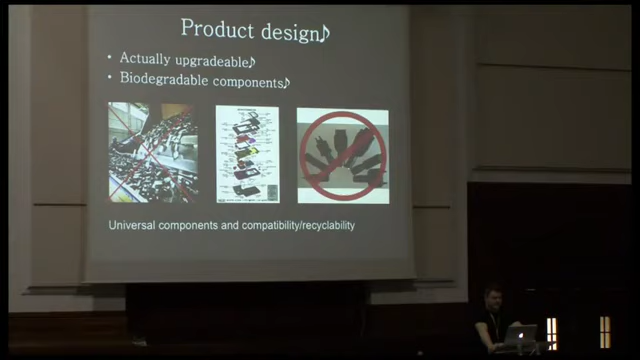 Product design♪
• Actually upgradeable♪
• Biodegradable components♪
Universal components and compatibility/recyclability